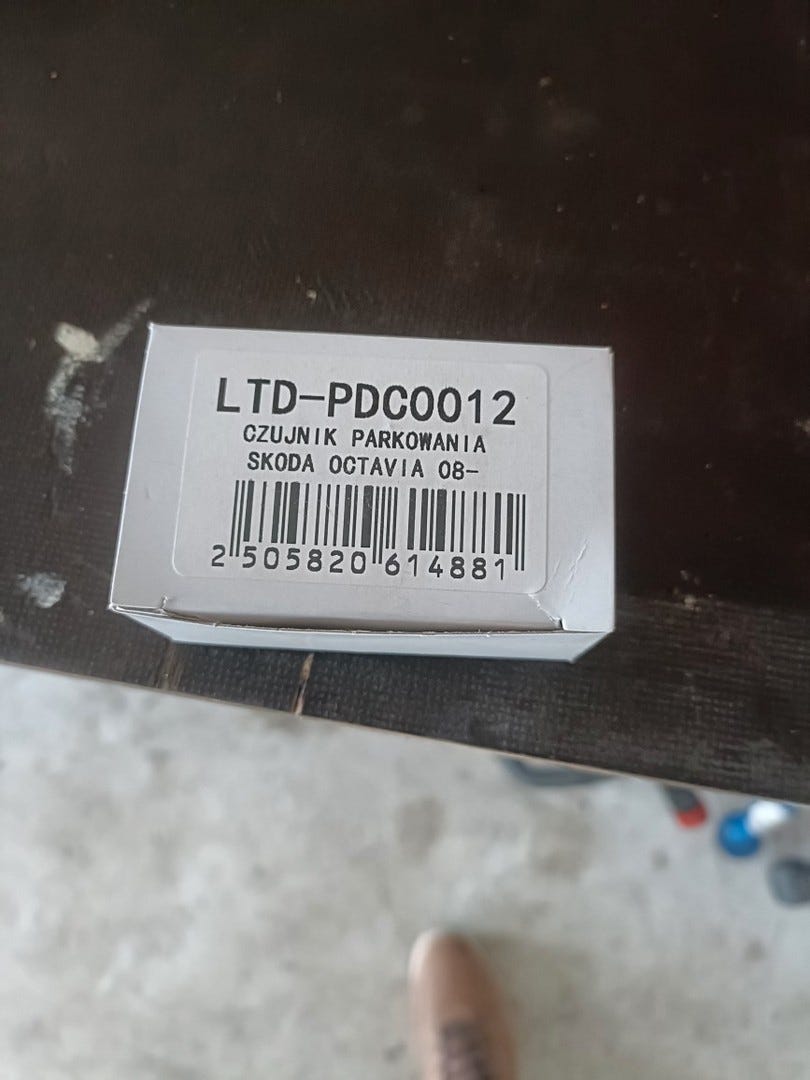 LTD-PDC0012
CZUJNIK PARKOWANIA
SKODA OCTAVIA 08-
2 505820 614881